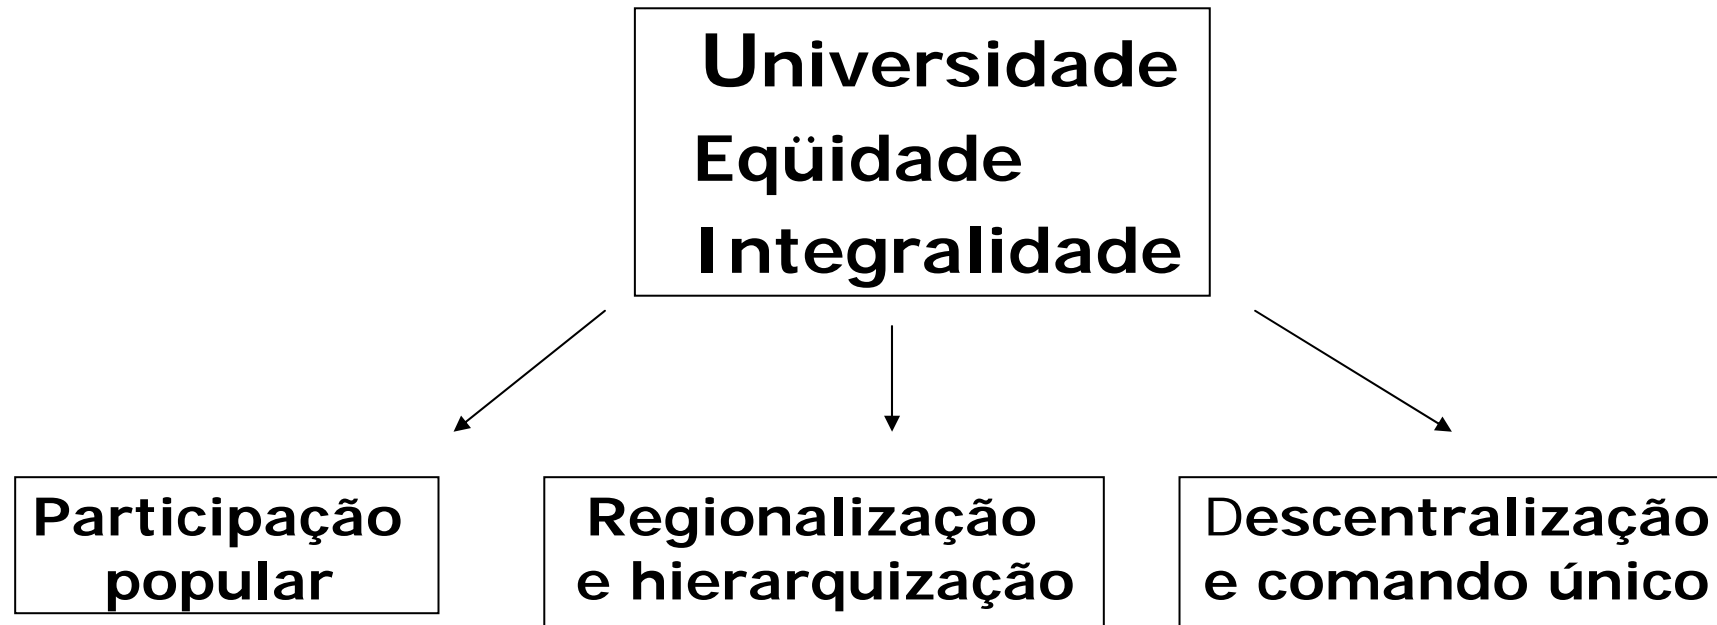 Universidade
Eqüidade
Integralidade
Participação
popular
Regionalização
e hierarquização
Descentralização
e comando único